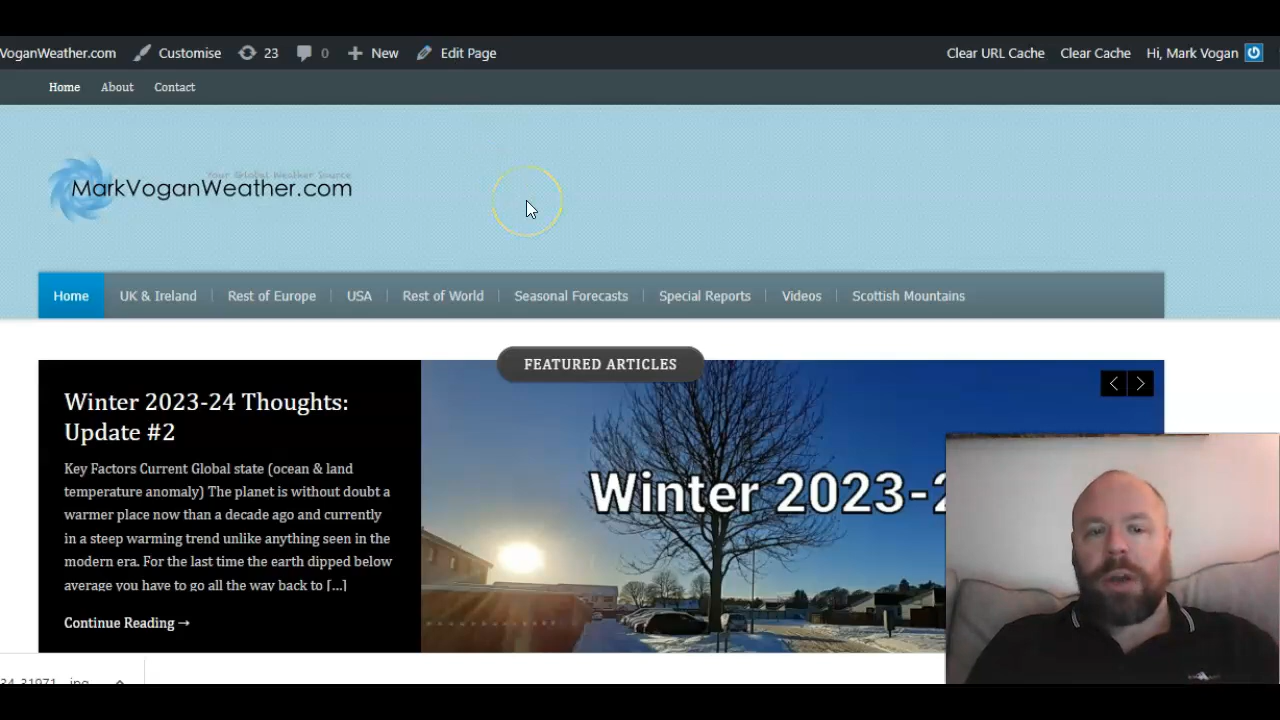 VoganWeather.com Customise 23 0 New Edit Page Clear URL Cache Clear Cache Hi, Mark Vogan
Home About Contact
Your Global Weather Source
MarkVoganWeather.com
Home UK & Ireland Rest of Europe USA Rest of World Seasonal Forecasts Special Reports Videos Scottish Mountains
FEATURED ARTICLES
Winter 2023-24 Thoughts:
Update #2
Key Factors Current Global state (ocean & land
temperature anomaly) The planet is without doubt a
warmer place now than a decade ago and currently
in a steep warming trend unlike anything seen in the
modern era. For the last time the earth dipped below
average you have to go all the way back to [...]
Continue Reading →
Winter 2023-2